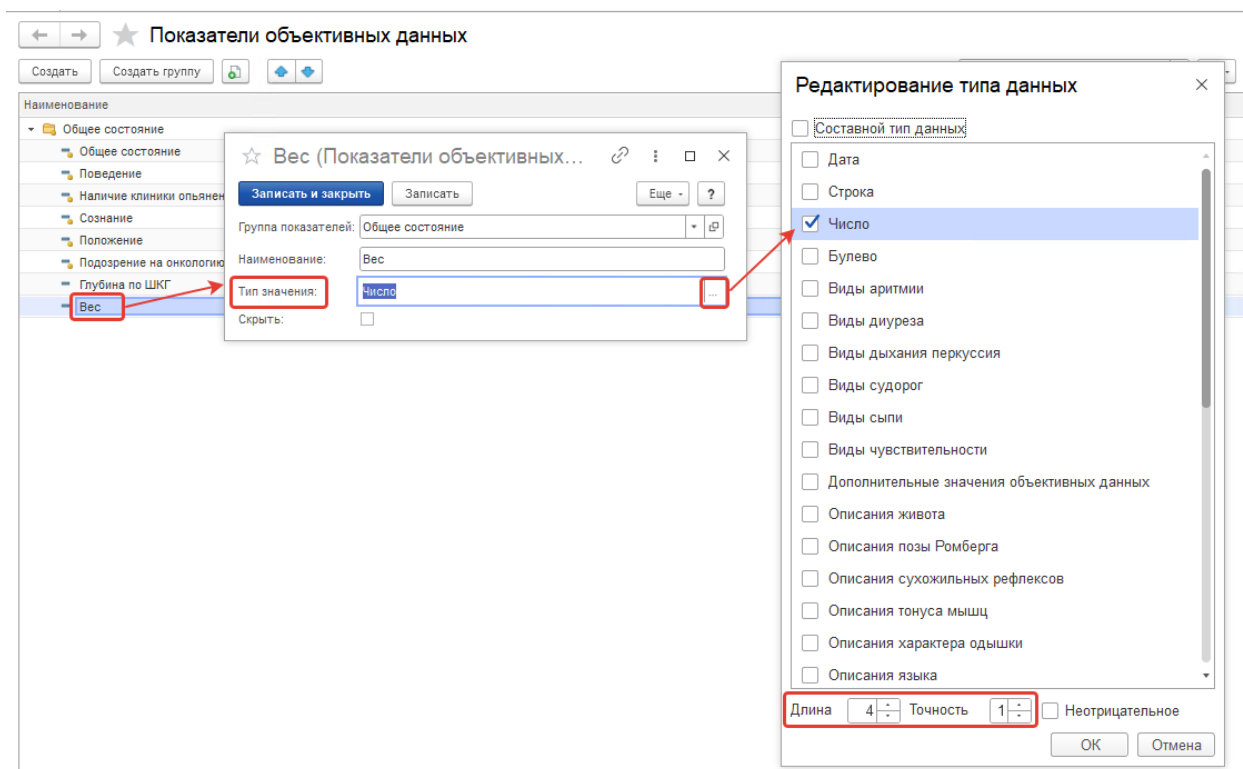 Показатели объективных данных
Создать
Создать группу
Наименование
Общее состояние
Общее состояние
Поведение
Наличие клиники опьянен
Сознание
Положение
Подозрение на онкологию
Глубина по ШКГ
Вес
Вес (Показатели объективных...
Записать и закрыть
Записать
Еще
?
Группа показателей: Общее состояние
Наименование: Вес
Тип значения: Число ...
Скрыть:
Редактирование типа данных
Составной тип данных
Дата
Строка
Число
Булево
Виды аритмии
Виды диуреза
Виды дыхания перкуссия
Виды судорог
Виды сыпи
Виды чувствительности
Дополнительные значения объективных данных
Описания живота
Описания позы Ромберга
Описания сухожильных рефлексов
Описания тонуса мышц
Описания характера одышки
Описания языка
Длина 4 Точность 1 Неотрицательное
ОК Отмена